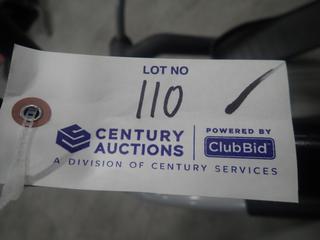 LOT NO
110
CENTURY
AUCTIONS
POWERED BY
ClubBid
A DIVISION OF CENTURY SERVICES